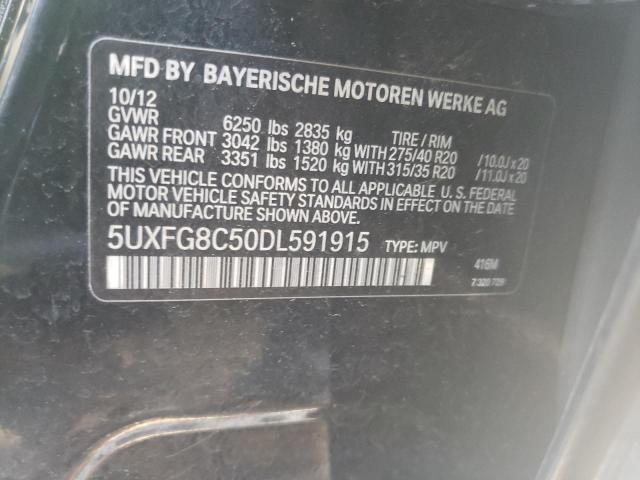 MFD BY BAYERISCHE MOTOREN WERKE AG
10/12
GVWR 6250 lbs 2835 kg TIRE / RIM
GAWR FRONT 3042 lbs 1380 kg WITH 275/40 R20 /10.0J x 20
GAWR REAR 3351 lbs 1520 kg WITH 315/35 R20 /11.0J x 20
THIS VEHICLE CONFORMS TO ALL APPLICABLE U. S. FEDERAL
MOTOR VEHICLE SAFETY STANDARDS IN EFFECT ON THE DATE OF
MANUFACTURE SHOWN ABOVE.
5UXFG8C50DL591915 TYPE: MPV
416M
7 320 729